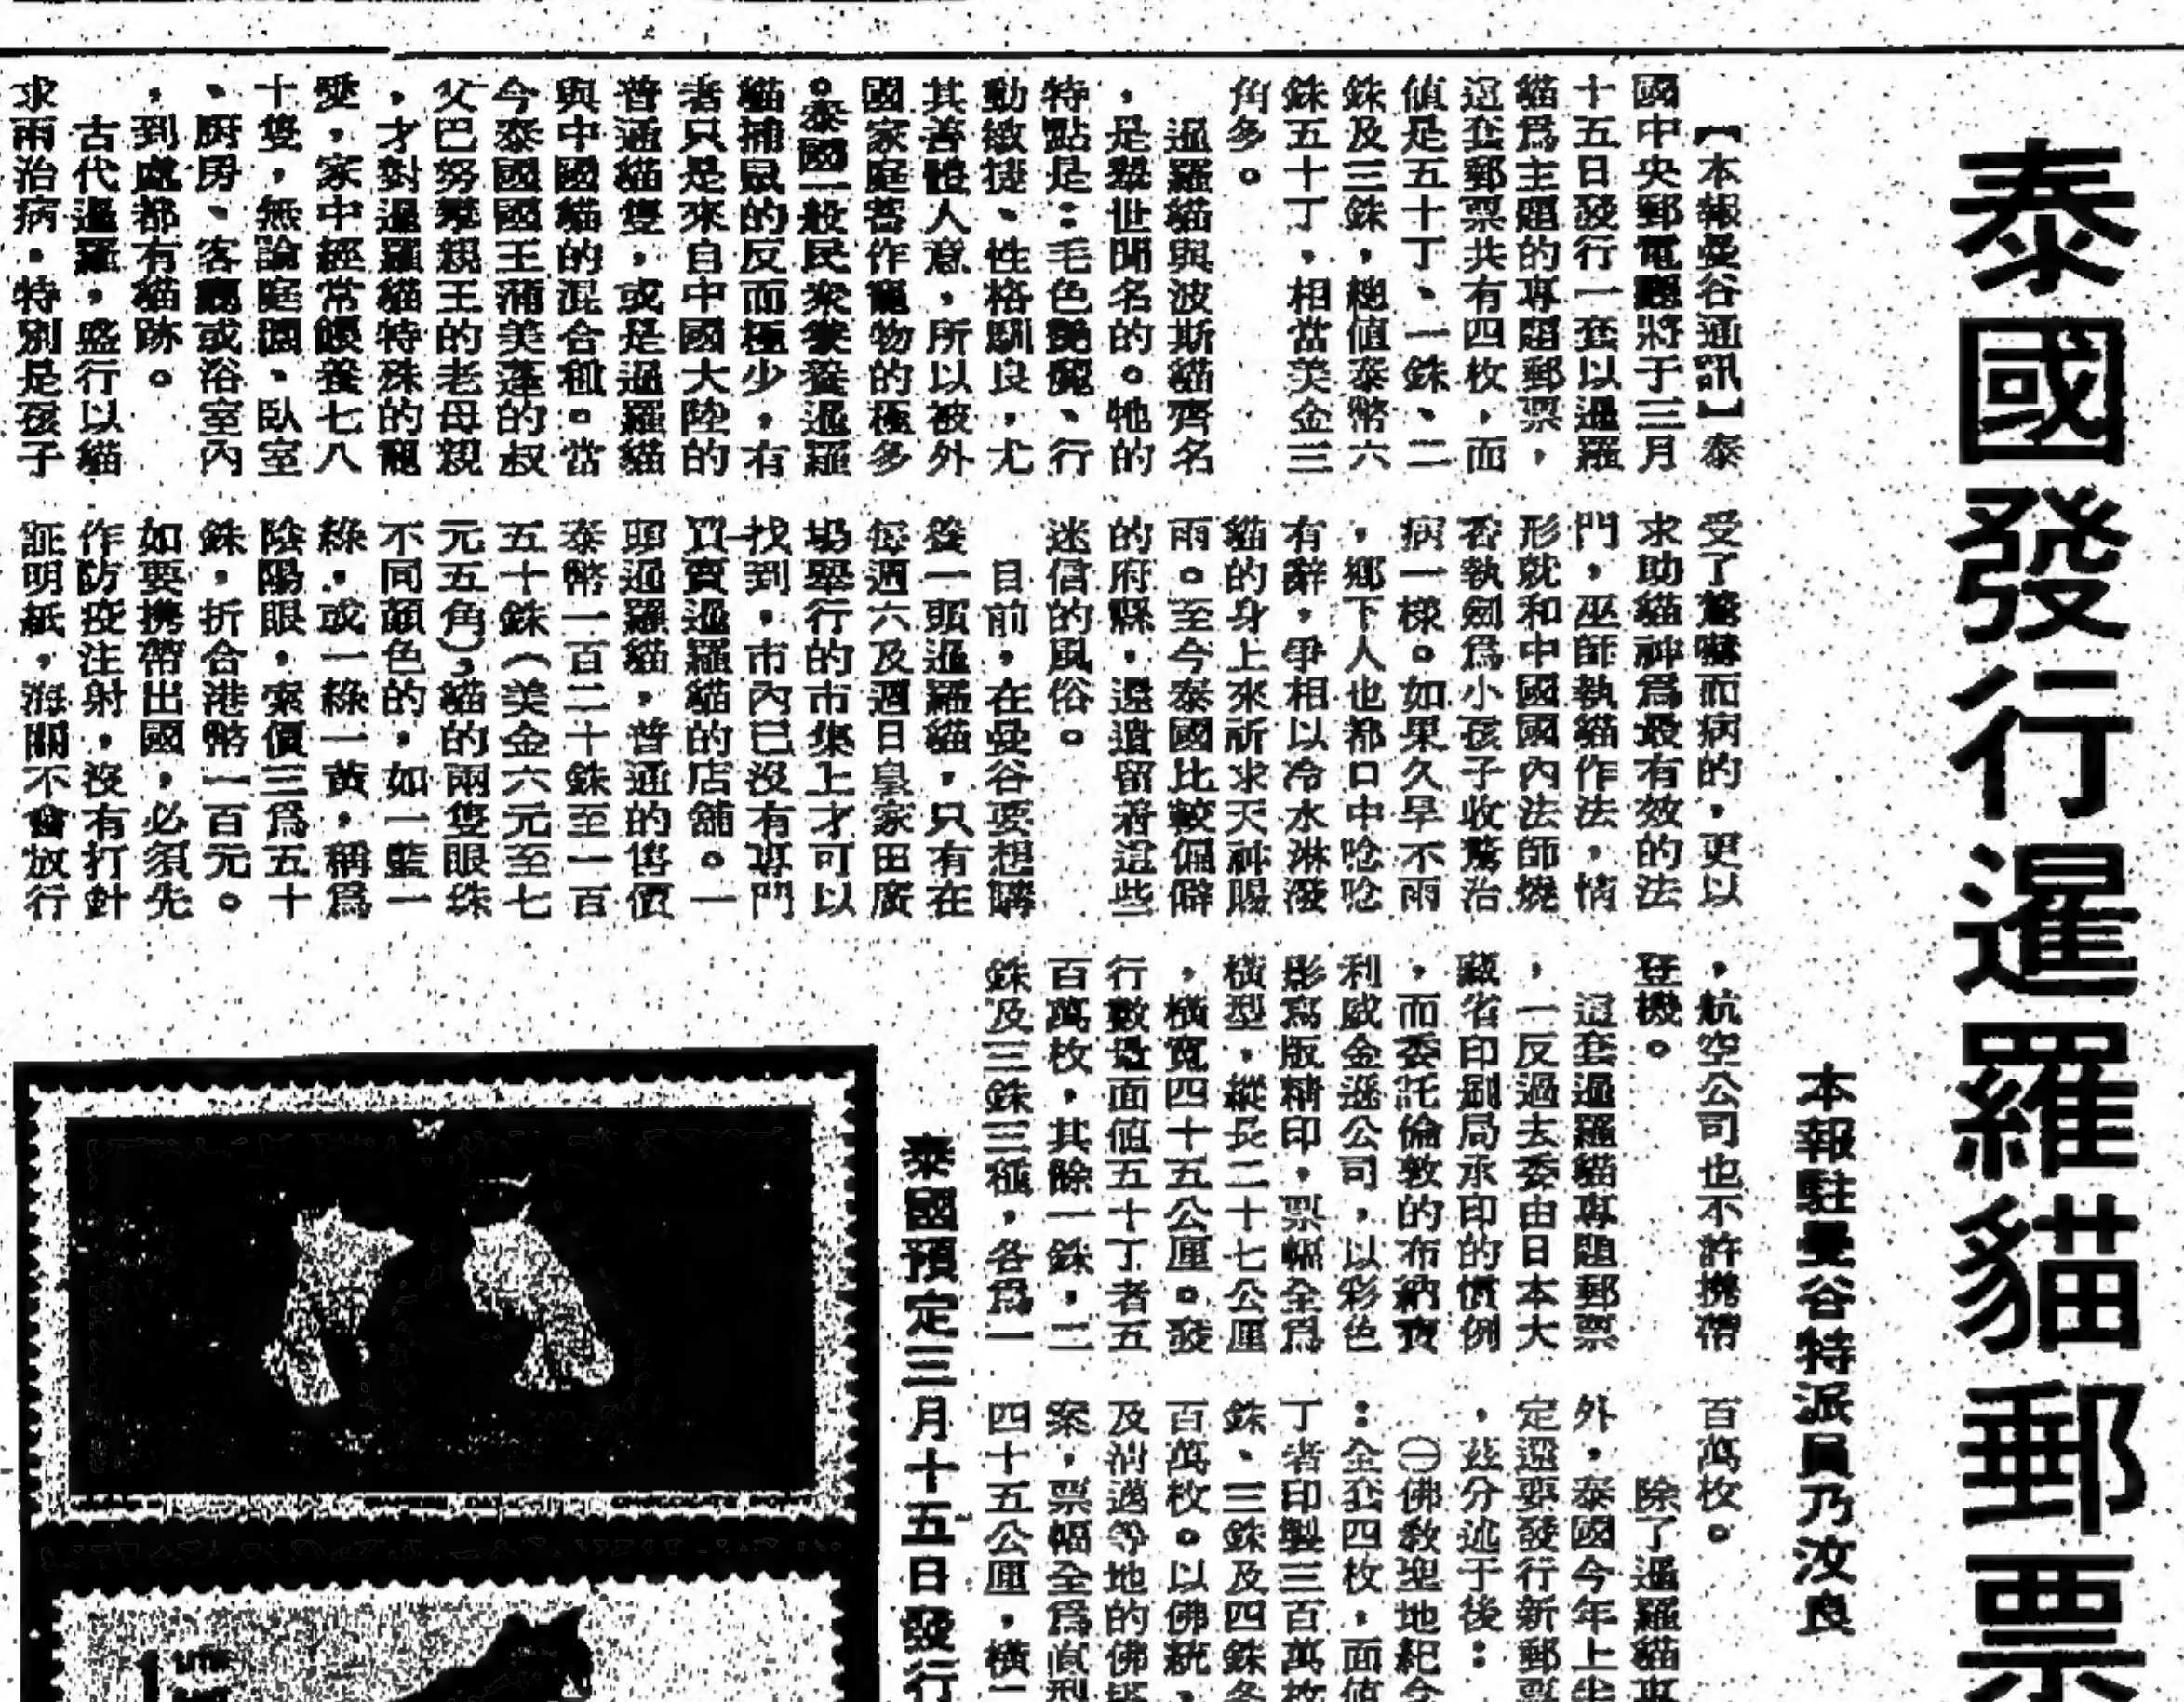 泰國發行暹羅貓郵票
本報駐曼谷特派員乃汶良
【本報曼谷通訊】泰
國中央郵電廳將于三月
十五日發行一套以暹羅
貓爲主題的專題郵票，
這套郵票共有四枚，面
值是五十丁、一銖、二
銖及三銖，總值泰幣六
銖五十丁，相當美金三
角多。
暹羅貓與波斯貓齊名
，是舉世聞名的。牠的
特點是：毛色艷麗、行
動敏捷、性格馴良，尤
其善體人意，所以被外
國家庭蓄作寵物的極多
。泰國一般民衆豢養暹羅
貓捕鼠的反而極少，有
者只是來自中國大陸的
普通貓隻，或是暹羅貓
與中國貓的混合種。當
今泰國國王蒲美蓬的叔
父巴努攀親王的老母親
，才對暹羅貓特殊的寵
愛，家中經常餵養七八
十隻，無論庭園、臥室
、厨房、客廳或浴室內
，到處都有貓跡。
古代暹羅，盛行以貓
求雨治病，特別是孩子
受了驚嚇而病的，更以
求助貓神爲最有效的法
門，巫師執貓作法，情
形就和中國國內法師燒
香執劍爲小孩子收驚治
病一樣。如果久旱不雨
，鄉下人也都口中唸唸
有辭，爭相以冷水淋潑
貓的身上來祈求天神賜
雨。至今泰國比較偏僻
的府縣，還遺留着這些
迷信的風俗。
目前，在曼谷要想購
養一頭暹羅貓，只有在
每週六及週日皇家田廣
場舉行的市集上才可以
找到，市內已沒有專門
買賣暹羅貓的店舖。一
頭暹羅貓，普通的售價
泰幣一百二十銖至一百
五十銖（美金六元至七
元五角），貓的兩隻眼珠
不同顏色的，如一藍一
綠，或一綠一黃，稱爲
陰陽眼，索價三爲五十
銖，折合港幣一百元。
如要携帶出國，必須先
作防疫注射，沒有打針
証明紙，海關不會放行
，航空公司也不許携帶
登機。
這套暹羅貓專題郵票
，一反過去委由日本大
藏省印刷局承印的慣例
，而委託倫敦的布納寶
利威金遜公司，以彩色
影寫版精印，票幅全爲
橫型，縱長二十七公厘
，橫寬四十五公厘。發
行數量面值五十丁者五
百萬枚，其餘一銖，二
銖及三銖三種，各爲一
百萬枚。
除了暹羅貓專
外，泰國今年上半
定還要發行新郵票
，茲分述于後：
㊀佛教聖地紀念
：全套四枚，面值
丁者印製三百萬枚
銖、三銖及四銖各
百萬枚。以佛統，
及清邁等地的佛塔
案，票幅全爲直型
四十五公厘，橫二
泰國預定三月十五日發行
1